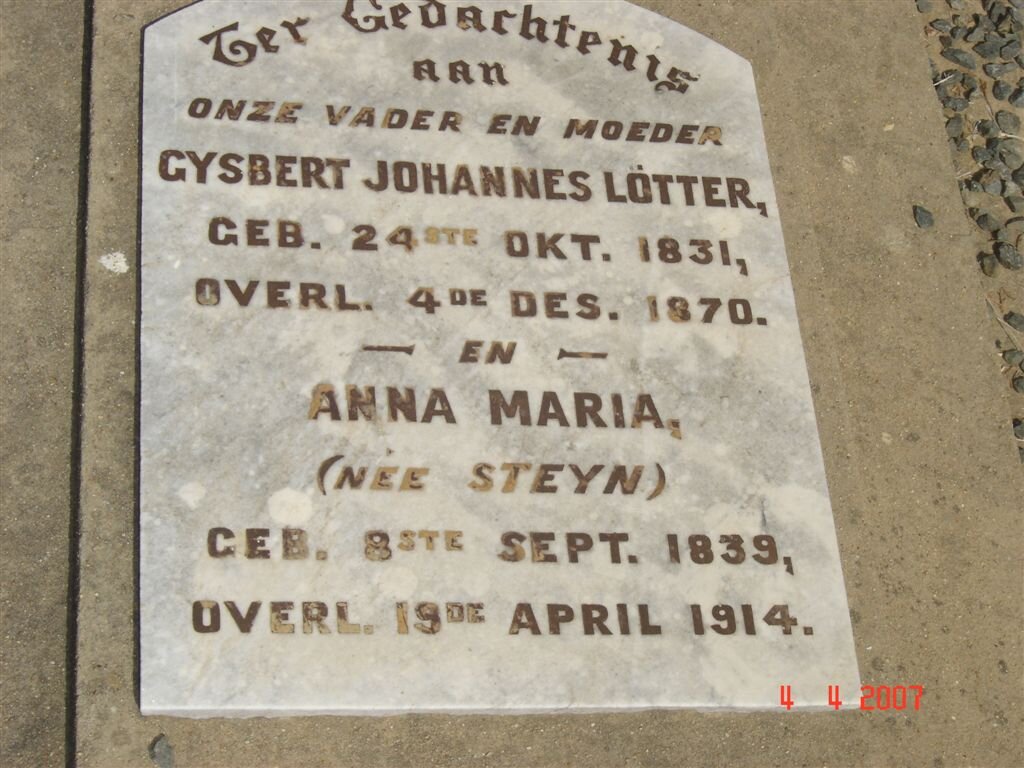 Ter Gedachtenis
aan
ONZE VADER EN MOEDER
GYSBERT JOHANNES LÖTTER,
GEB. 24STE OKT. 1831,
OVERL. 4DE DES. 1870.
— EN —
ANNA MARIA,
(NÉE STEYN)
GEB. 8STE SEPT. 1839,
OVERL. 19DE APRIL 1914.
4 4 2007